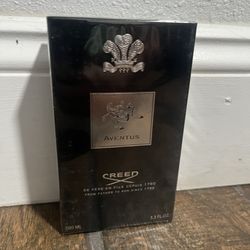 AVENTUS
CREED
DE PERE EN FILS DEPUIS 1760
FROM FATHER TO SON SINCE 1760
100 ML
3.3 FL.OZ.